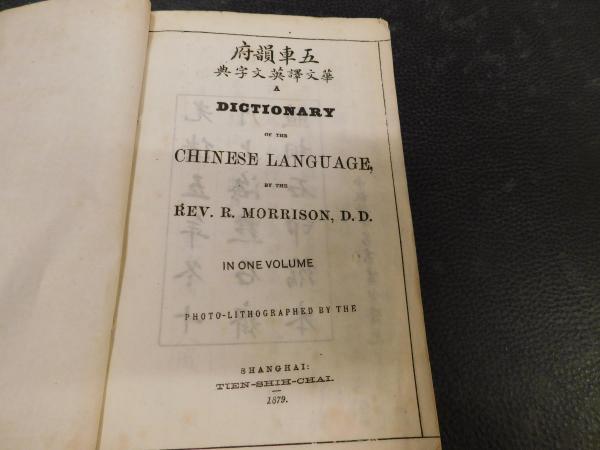 五車韻府
華文譯英文字典
A
DICTIONARY
OF THE
CHINESE LANGUAGE,
BY THE
REV. R. MORRISON, D. D.
IN ONE VOLUME
PHOTO-LITHOGRAPHED BY THE
SHANGHAI:
TIEN-SHIH-CHAI.
1879.